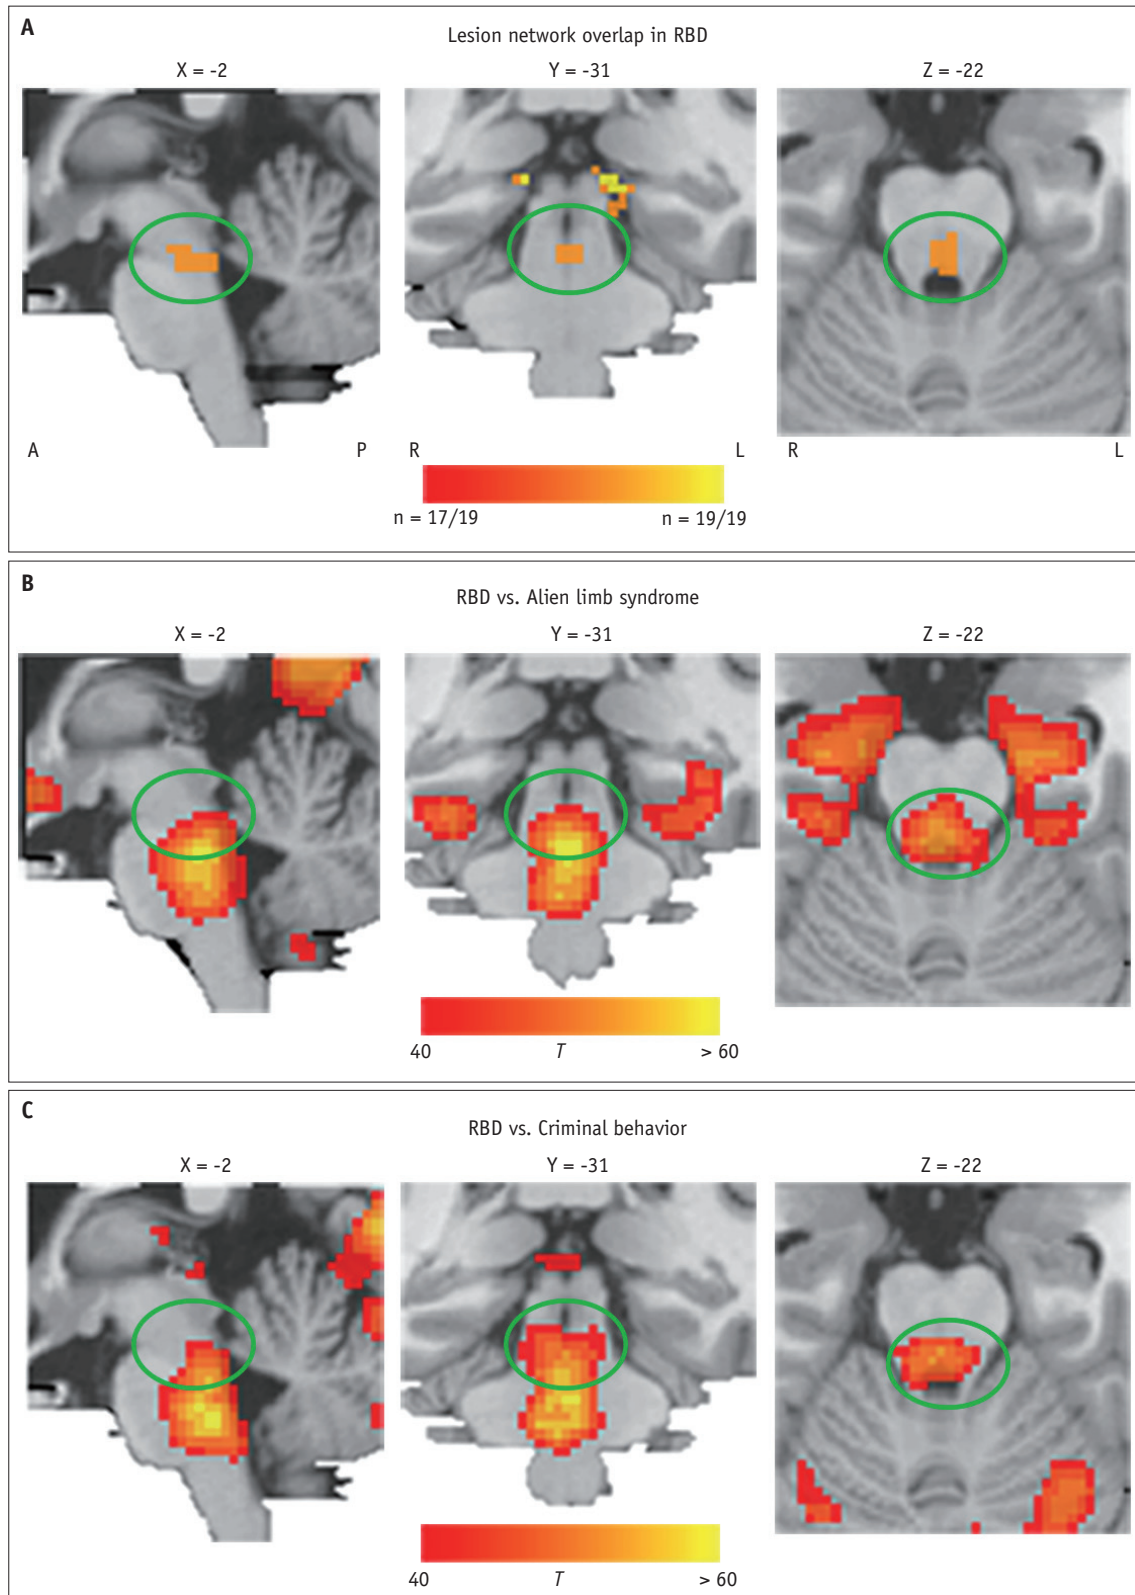 A
Lesion network overlap in RBD
X = -2 Y = -31 Z = -22
A P R L R L
n = 17/19 n = 19/19
B
RBD vs. Alien limb syndrome
X = -2 Y = -31 Z = -22
40 T > 60
C
RBD vs. Criminal behavior
X = -2 Y = -31 Z = -22
40 T > 60